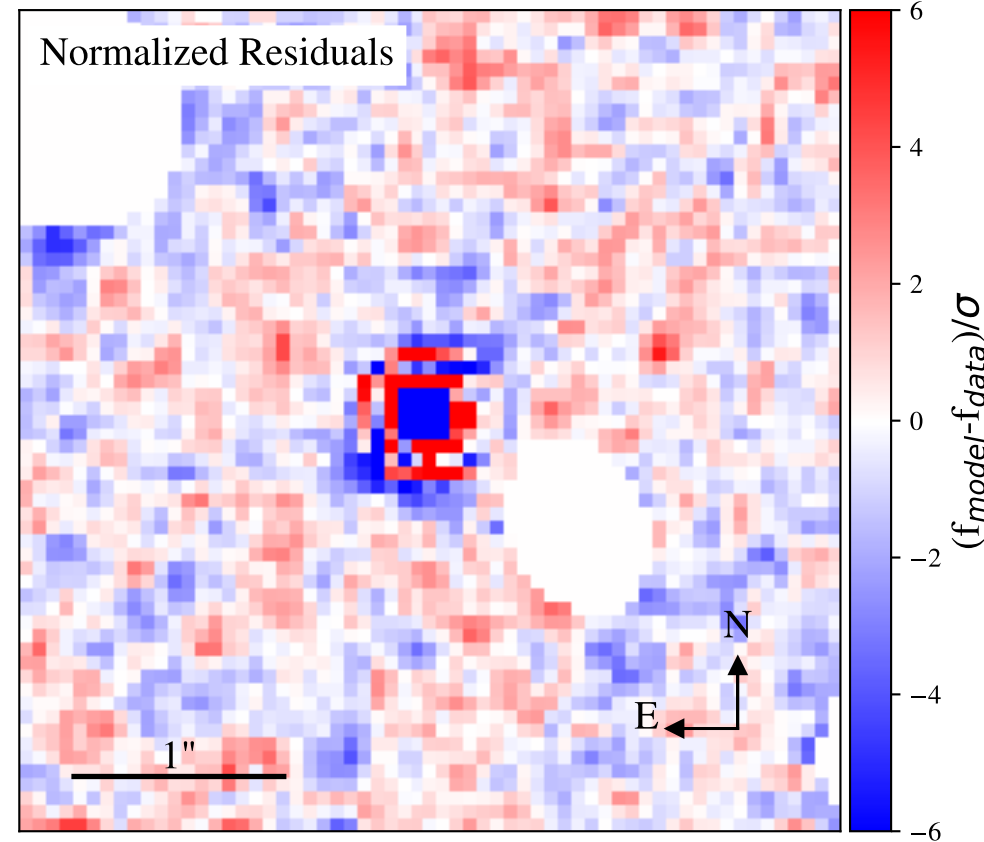 Normalized Residuals
6
4
2
0
−2
−4
−6
(f_model-f_data)/σ
N
E
1"